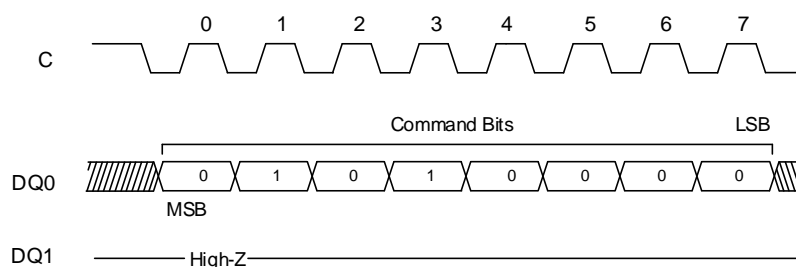 0 1 2 3 4 5 6 7
C
Command Bits LSB
DQ0 0 1 0 1 0 0 0 0
MSB
DQ1 High-Z